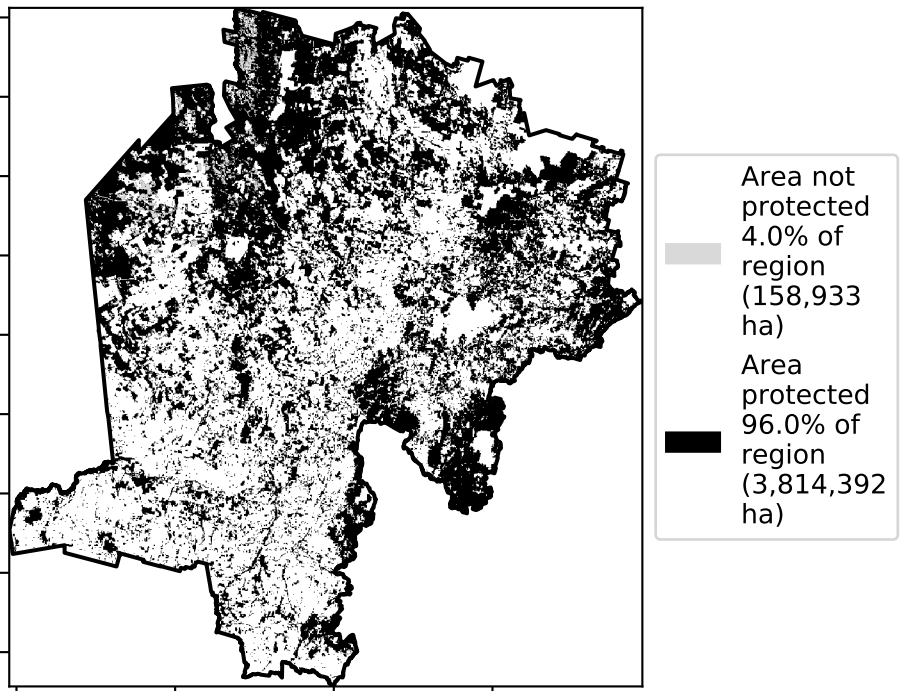 Area not
protected
4.0% of
region
(158,933
ha)
Area
protected
96.0% of
region
(3,814,392
ha)